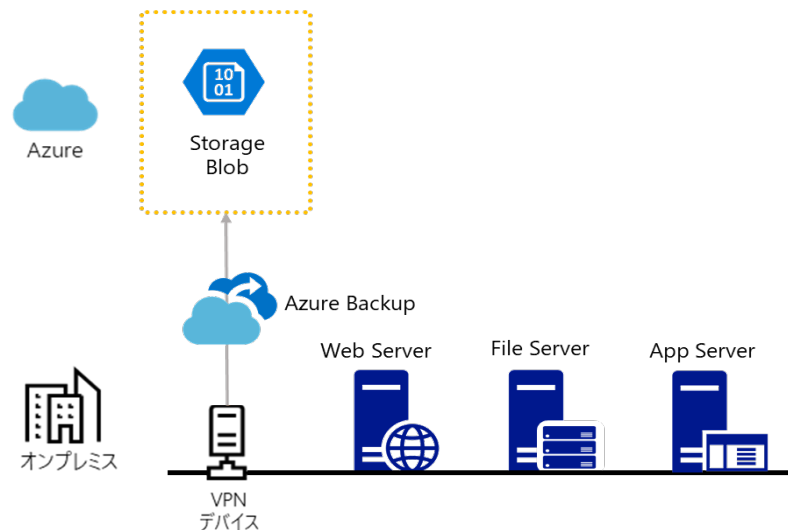 10
01
Azure
Storage
Blob
Azure Backup
Web Server
File Server
App Server
オンプレミス
VPN
デバイス